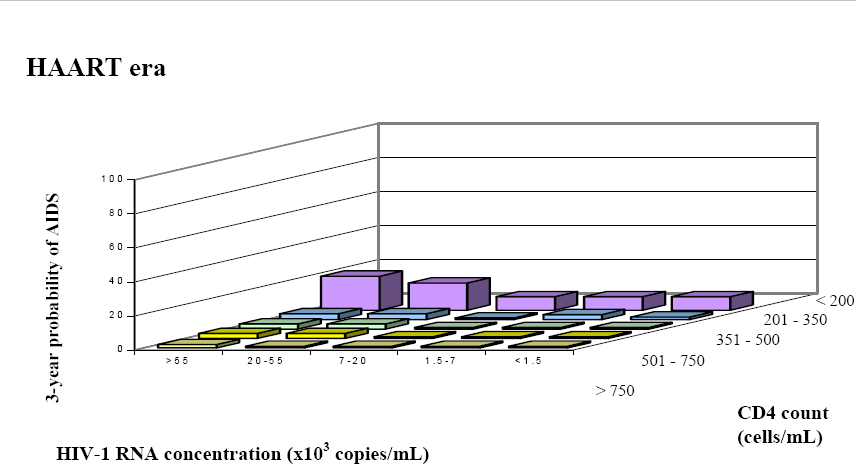 HAART era
3-year probability of AIDS
100
80
60
40
20
0
>55
20-55
7-20
1.5-7
<1.5
< 200
201 - 350
351 - 500
501 - 750
> 750
CD4 count
(cells/mL)
HIV-1 RNA concentration (x10³ copies/mL)